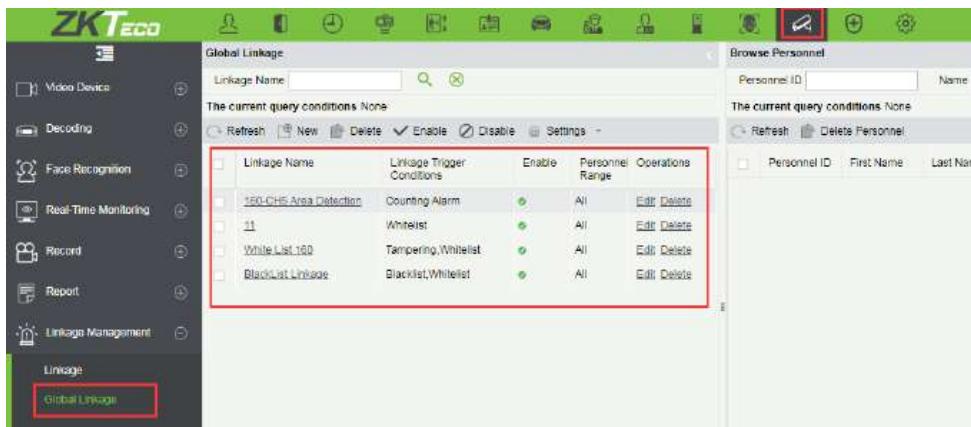 ZKTeco
Global Linkage
Browse Personnel
Linkage Name
Personnel ID
Name
The current query conditions None
The current query conditions None
Refresh New Delete Enable Disable Settings
Refresh Delete Personnel
Linkage Name Linkage Trigger Conditions Enable Personnel Range Operations
Personnel ID First Name Last Na
160-CH5 Area Detection Counting Alarm All Edit Delete
11 Whitelist All Edit Delete
White List 160 Tampering,Whitelist All Edit Delete
BlackList Linkage Blacklist,Whitelist All Edit Delete
Video Device
Decoding
Face Recognition
Real-Time Monitoring
Record
Report
Linkage Management
Linkage
Global Linkage